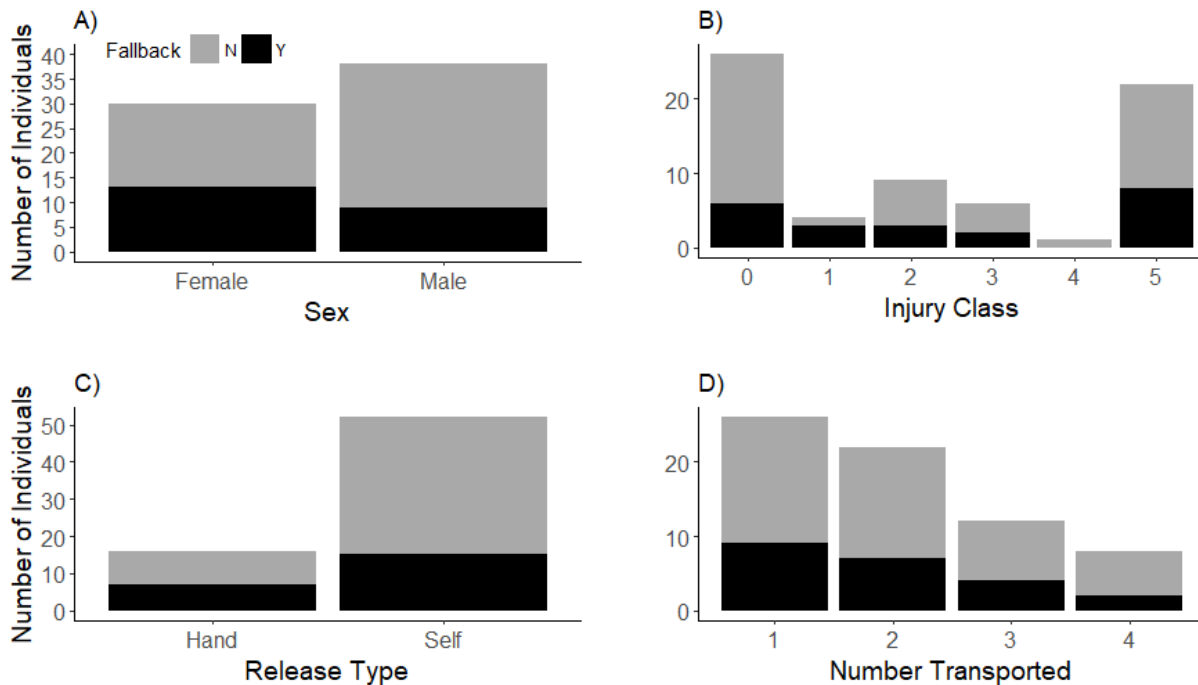 A)
Fallback N Y
Number of Individuals
40
35
30
25
20
15
10
5
0
Female Male
Sex
B)
20
10
0
0 1 2 3 4 5
Injury Class
C)
Number of Individuals
50
40
30
20
10
0
Hand Self
Release Type
D)
20
10
0
1 2 3 4
Number Transported